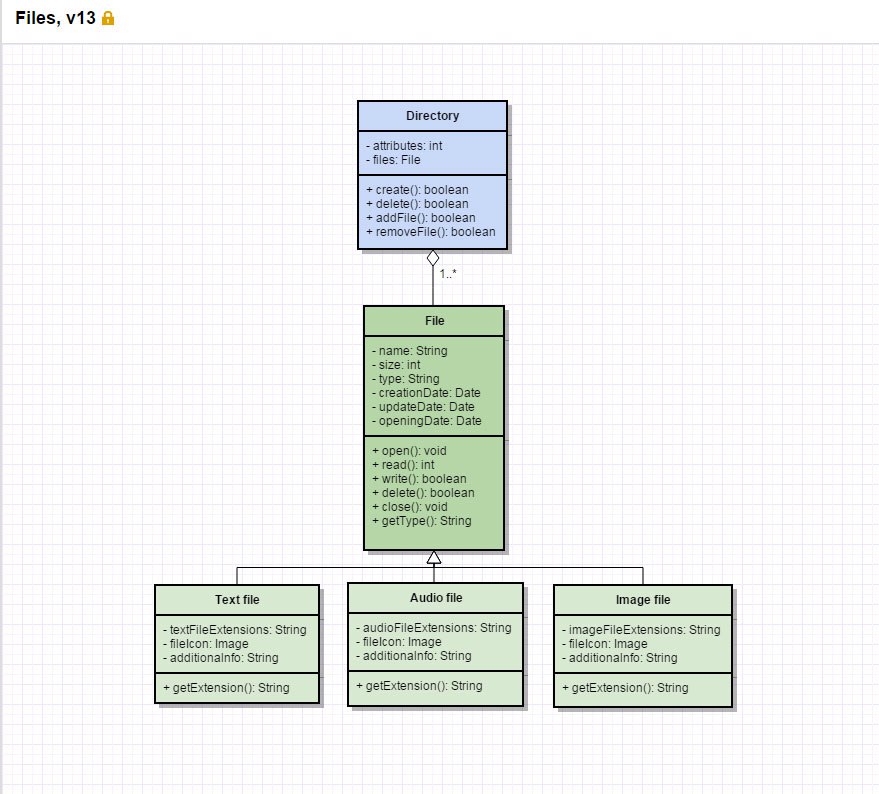 Files, v13
Directory
- attributes: int
- files: File
+ create(): boolean
+ delete(): boolean
+ addFile(): boolean
+ removeFile(): boolean
1..*
File
- name: String
- size: int
- type: String
- creationDate: Date
- updateDate: Date
- openingDate: Date
+ open(): void
+ read(): int
+ write(): boolean
+ delete(): boolean
+ close(): void
+ getType(): String
Text file
- textFileExtensions: String
- fileIcon: Image
- additionaInfo: String
+ getExtension(): String
Audio file
- audioFileExtensions: String
- fileIcon: Image
- additionaInfo: String
+ getExtension(): String
Image file
- imageFileExtensions: String
- fileIcon: Image
- additionaInfo: String
+ getExtension(): String